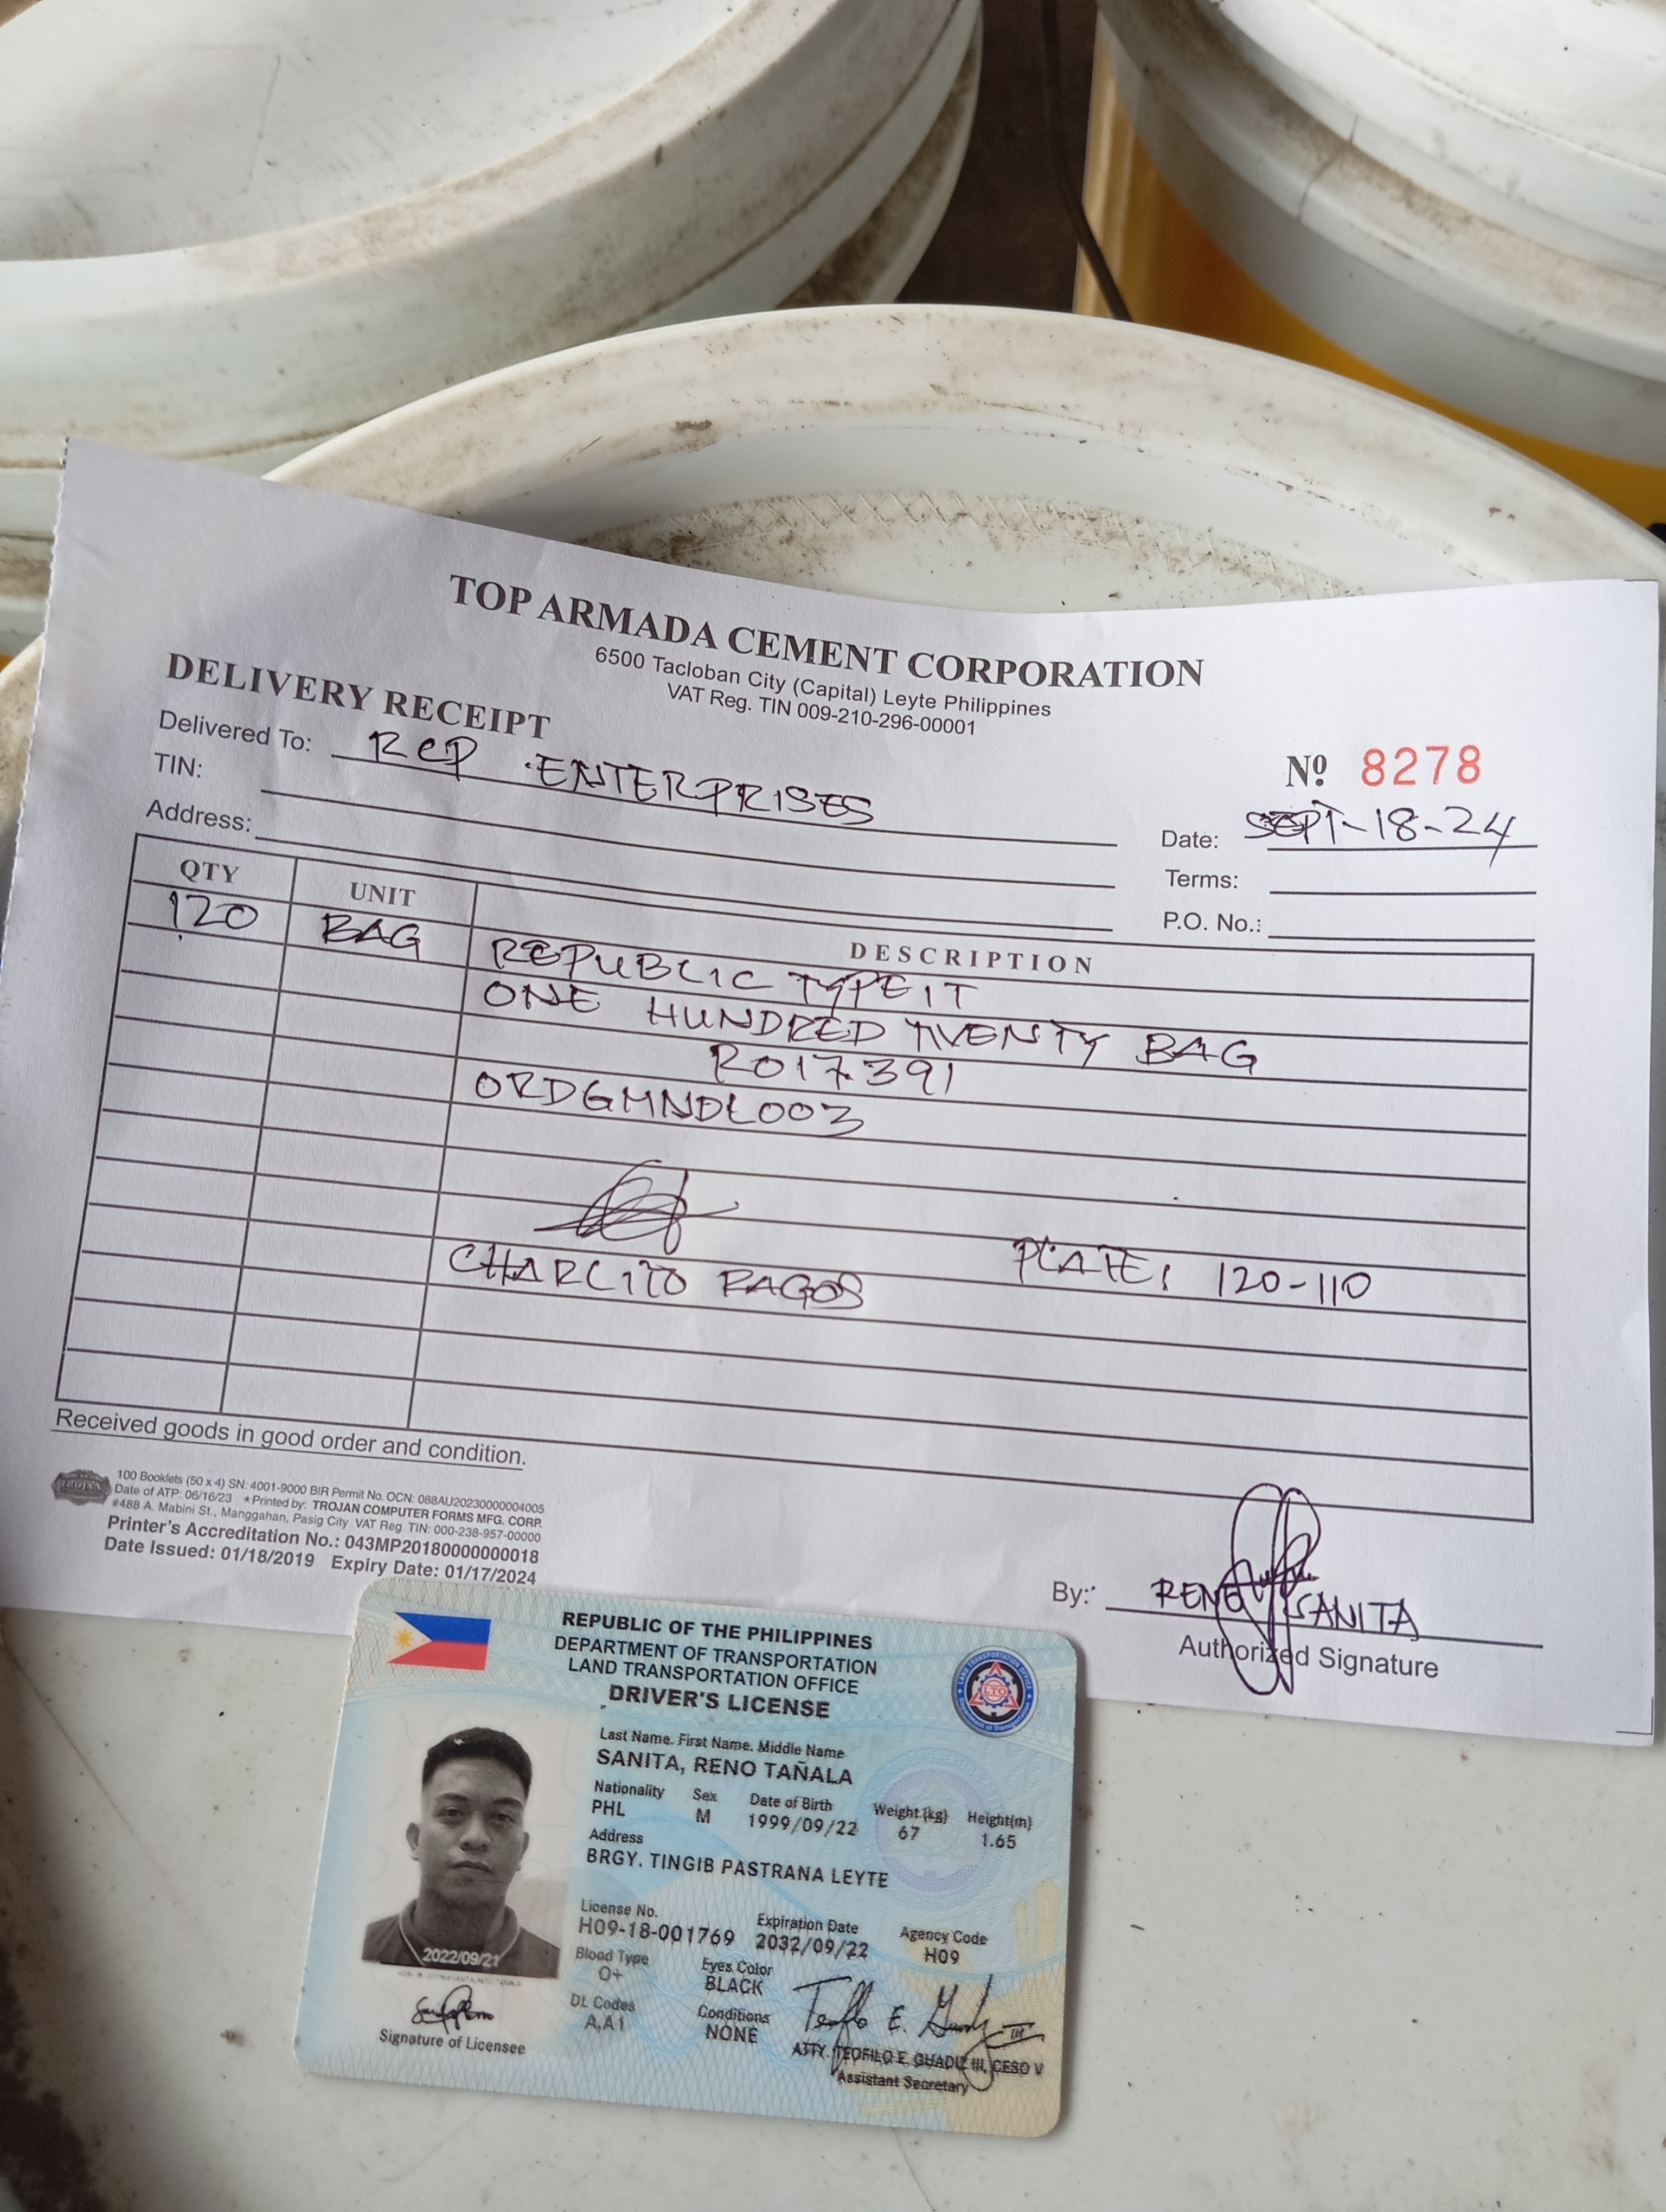 TOP ARMADA CEMENT CORPORATION
6500 Tacloban City (Capital) Leyte Philippines
VAT Reg. TIN 009-210-296-00001
DELIVERY RECEIPT
Nº 8278
Delivered To: RCP ENTERPRISES
Date: SEPT-18-24
TIN:
Terms:
Address:
P.O. No.:
QTY UNIT DESCRIPTION
120 BAG REPUBLIC TYPE 1T
ONE HUNDRED TWENTY BAG
R017391
ORDGMNDL003
CHARLITO RAGOS PLATE: 120-110
Received goods in good order and condition.
TROJAN
100 Booklets (50 x 4) SN: 4001-9000 BIR Permit No. OCN: 088AU20230000004005
Date of ATP: 06/16/23 *Printed by: TROJAN COMPUTER FORMS MFG. CORP.
#488 A. Mabini St., Manggahan, Pasig City VAT Reg. TIN: 000-238-957-00000
Printer's Accreditation No.: 043MP20180000000018
Date Issued: 01/18/2019 Expiry Date: 01/17/2024
By: RENO SANITA
Authorized Signature
REPUBLIC OF THE PHILIPPINES
DEPARTMENT OF TRANSPORTATION
LAND TRANSPORTATION OFFICE
DRIVER'S LICENSE
LTO
Last Name. First Name. Middle Name
SANITA, RENO TAÑALA
Nationality Sex Date of Birth Weight (kg) Height(m)
PHL M 1999/09/22 67 1.65
Address
BRGY. TINGIB PASTRANA LEYTE
License No. Expiration Date Agency Code
H09-18-001769 2032/09/22 H09
Blood Type Eyes Color
O+ BLACK
DL Codes Conditions
A,A1 NONE
2022/09/21
Signature of Licensee
ATTY. TEOFILO E. GUADIZ III, CESO V
Assistant Secretary